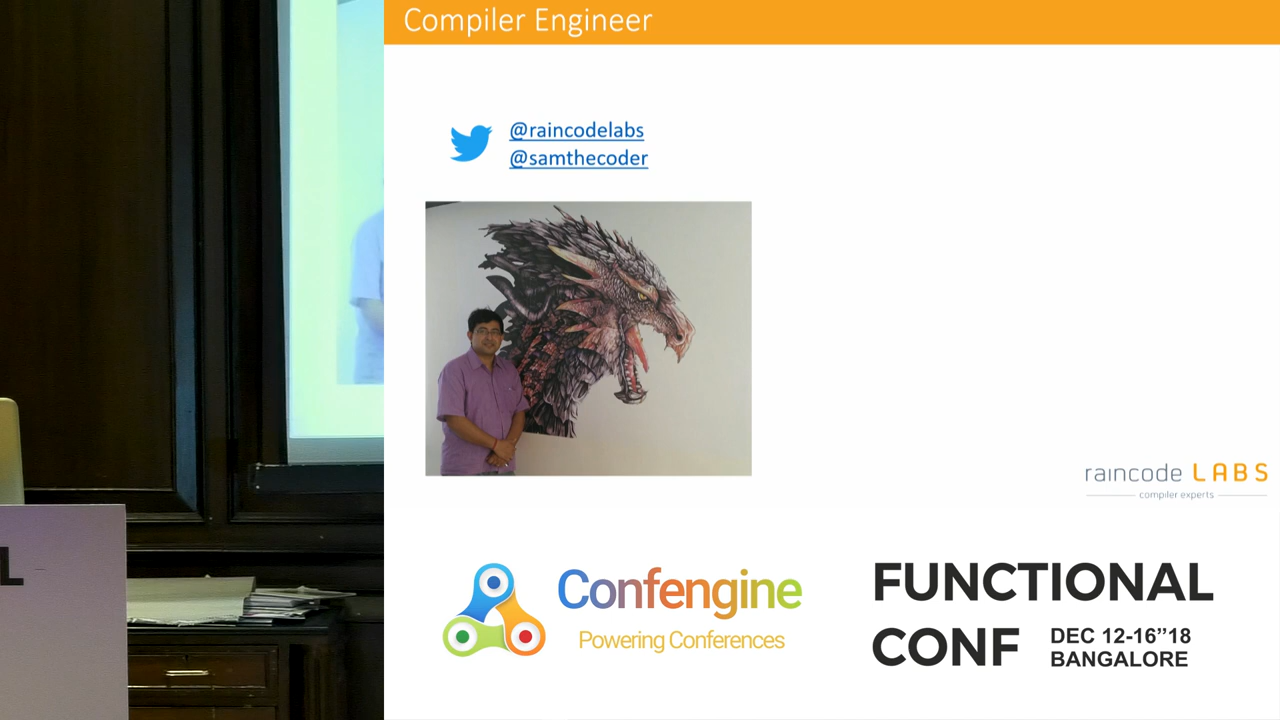 Compiler Engineer
@raincodelabs
@samthecoder
raincode LABS
compiler experts
Confengine
Powering Conferences
FUNCTIONAL
CONF
DEC 12-16”18
BANGALORE
L